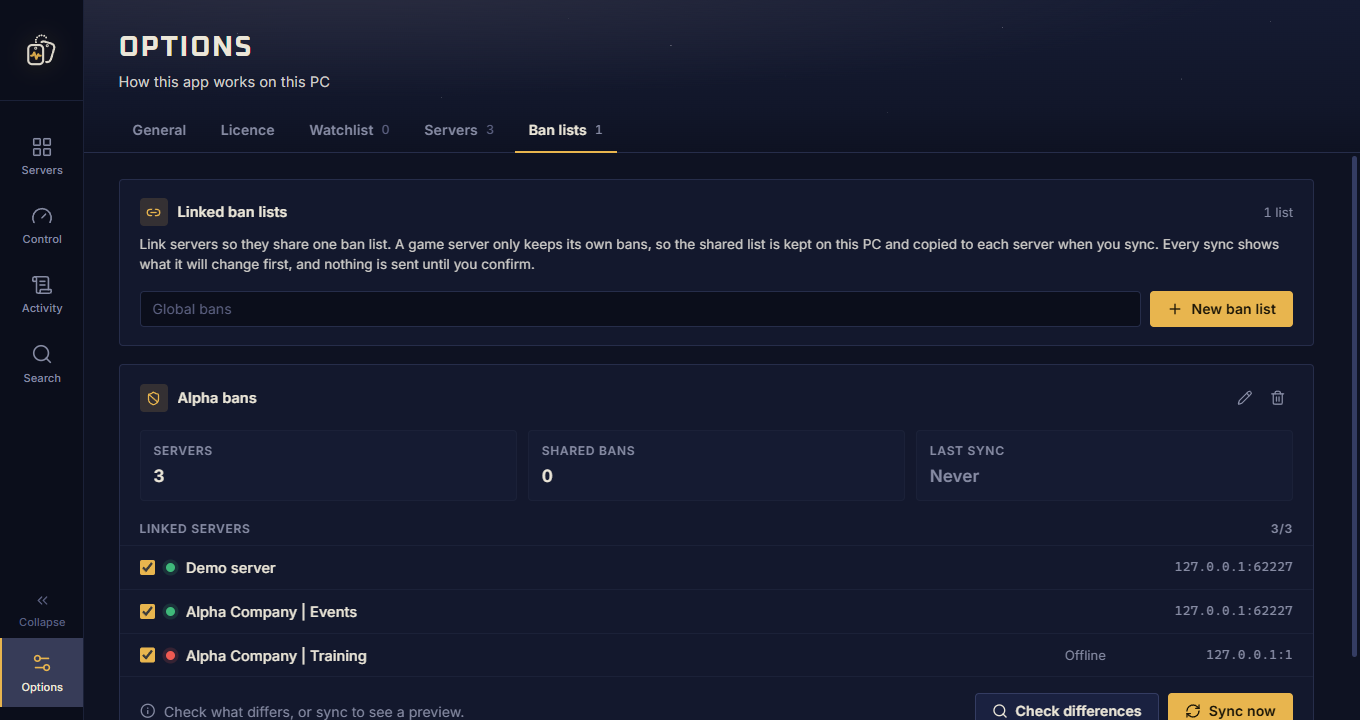 OPTIONS
How this app works on this PC
General
Licence
Watchlist 0
Servers 3
Ban lists 1
Servers
Control
Activity
Search
Collapse
Options
Linked ban lists
1 list
Link servers so they share one ban list. A game server only keeps its own bans, so the shared list is kept on this PC and copied to each server when you sync. Every sync shows
what it will change first, and nothing is sent until you confirm.
Global bans
New ban list
Alpha bans
SERVERS
3
SHARED BANS
0
LAST SYNC
Never
LINKED SERVERS
3/3
Demo server
127.0.0.1:62227
Alpha Company | Events
127.0.0.1:62227
Alpha Company | Training
Offline
127.0.0.1:1
Check what differs, or sync to see a preview.
Check differences
Sync now